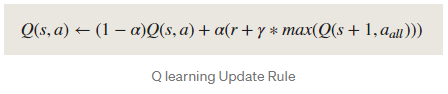 Q(s, a) ← (1 − α)Q(s, a) + α(r + γ * max(Q(s + 1, a_all)))
Q learning Update Rule